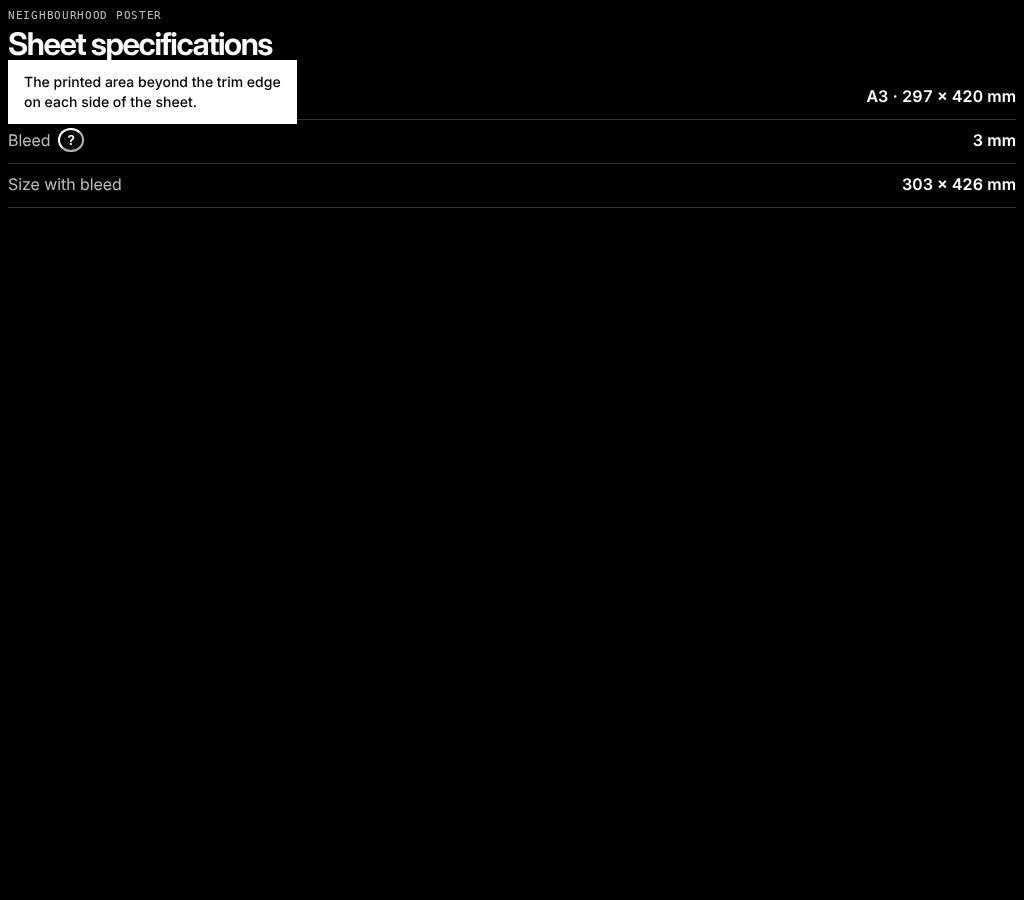 NEIGHBOURHOOD POSTER
Sheet specifications
The printed area beyond the trim edge
on each side of the sheet.
A3 · 297 × 420 mm
Bleed ? 3 mm
Size with bleed 303 × 426 mm